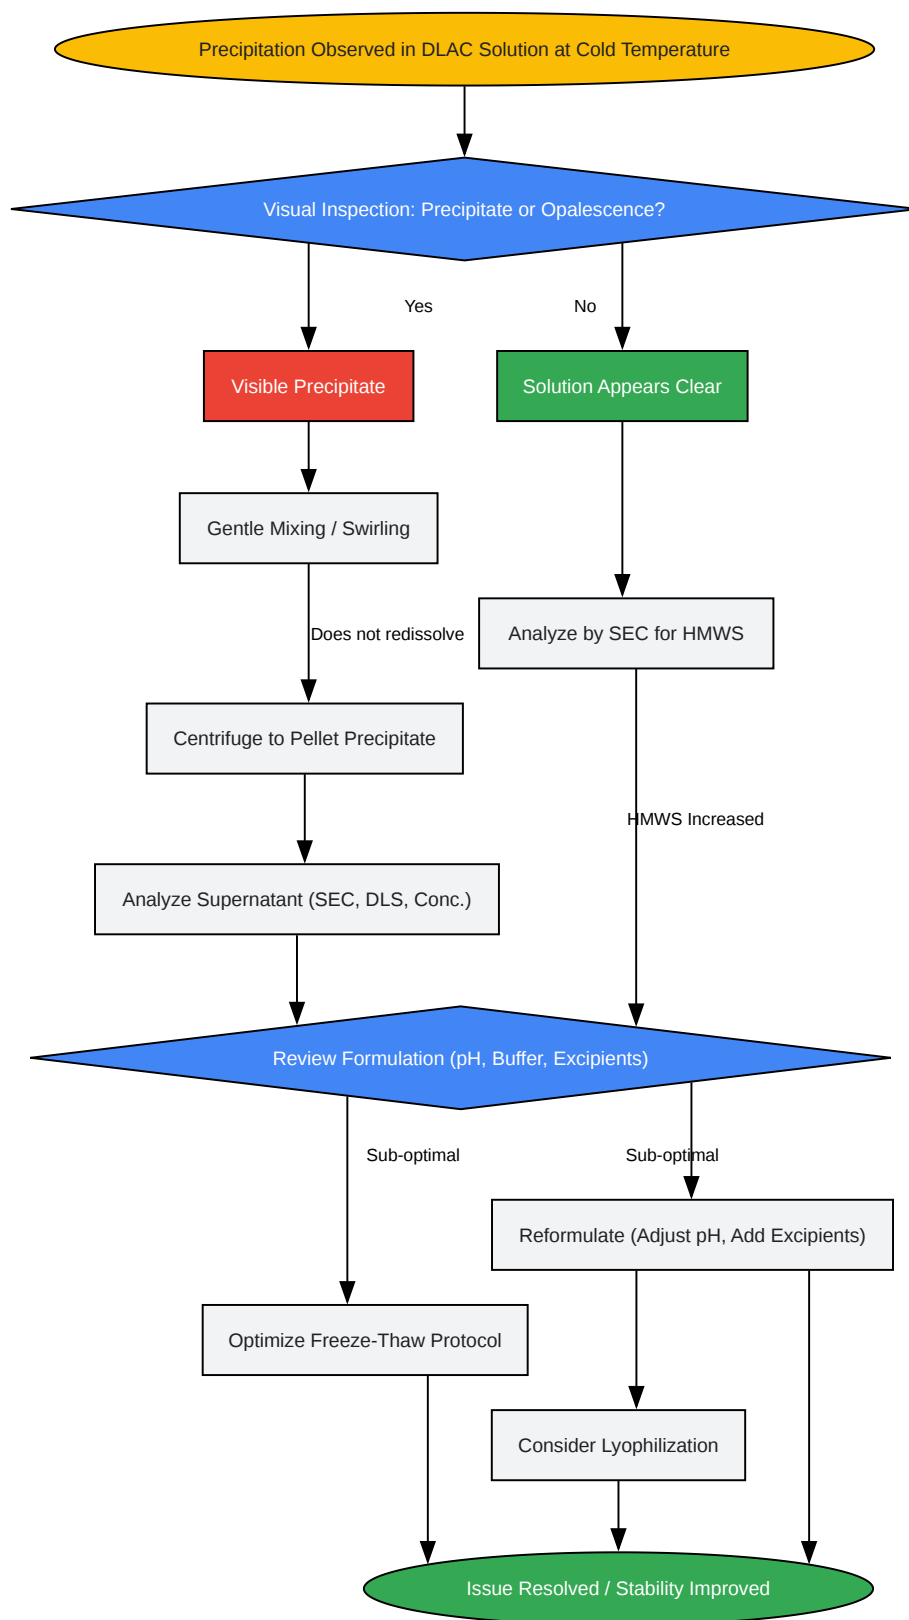 Precipitation Observed in DLAC Solution at Cold Temperature
Visual Inspection: Precipitate or Opalescence?
Yes
No
Visible Precipitate
Solution Appears Clear
Gentle Mixing / Swirling
Does not redissolve
Analyze by SEC for HMWS
Centrifuge to Pellet Precipitate
HMWS Increased
Analyze Supernatant (SEC, DLS, Conc.)
Review Formulation (pH, Buffer, Excipients)
Sub-optimal
Sub-optimal
Reformulate (Adjust pH, Add Excipients)
Optimize Freeze-Thaw Protocol
Consider Lyophilization
Issue Resolved / Stability Improved